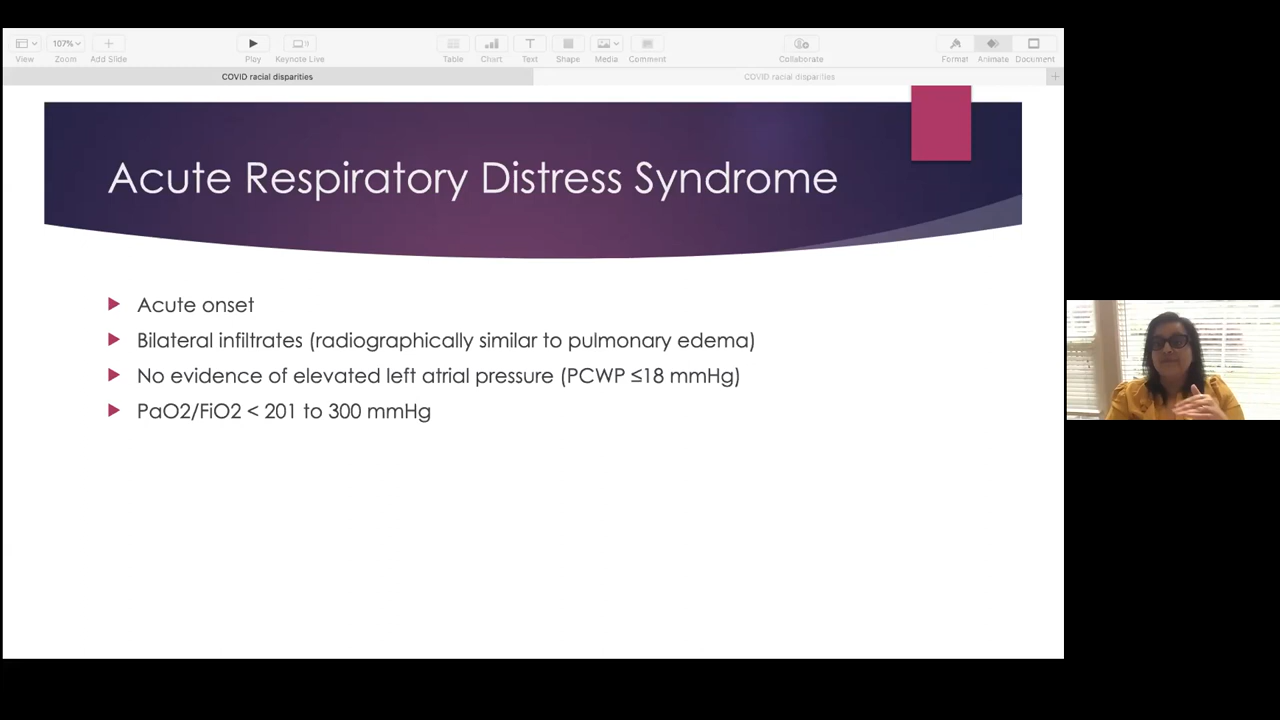 107%
View
Zoom
Add Slide
Play
Keynote Live
Table
Chart
Text
Shape
Media
Comment
Collaborate
Format
Animate
Document
COVID racial disparities
COVID racial disparities
Acute Respiratory Distress Syndrome
Acute onset
Bilateral infiltrates (radiographically similar to pulmonary edema)
No evidence of elevated left atrial pressure (PCWP ≤18 mmHg)
PaO2/FiO2 < 201 to 300 mmHg